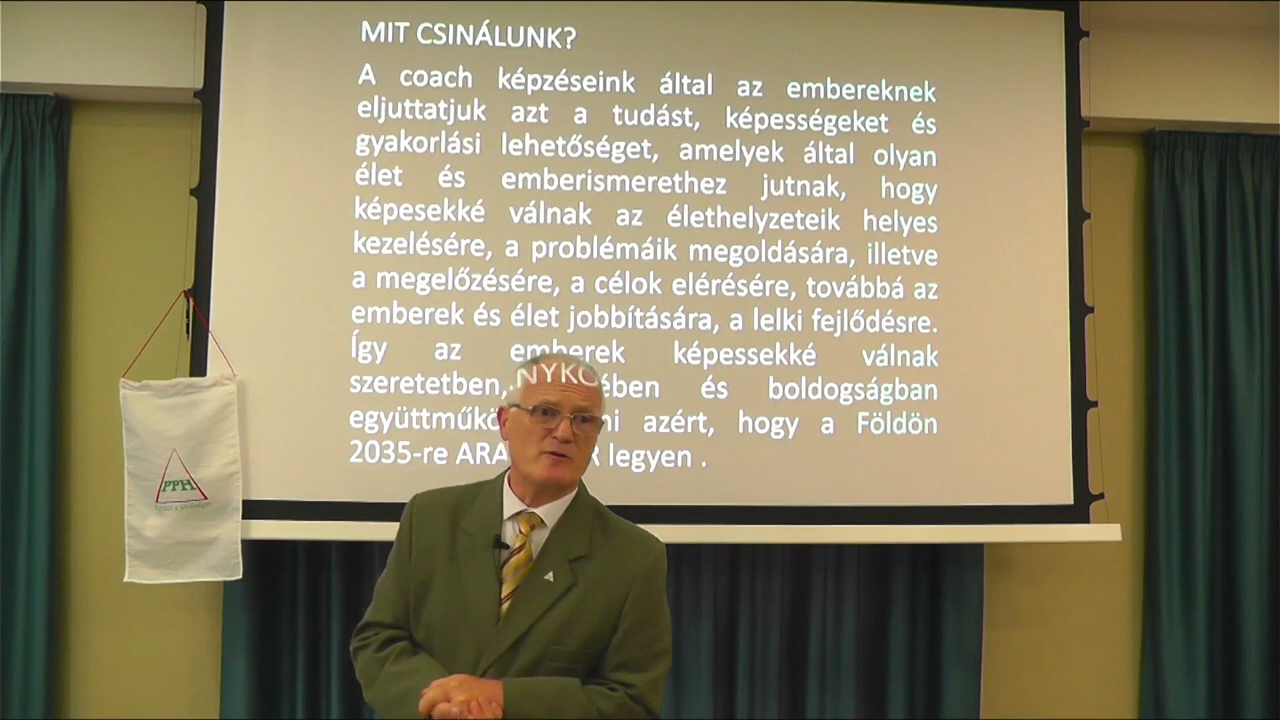 MIT CSINÁLUNK?
A coach képzéseink által az embereknek
eljuttatjuk azt a tudást, képességeket és
gyakorlási lehetőséget, amelyek által olyan
élet és emberismerethez jutnak, hogy
képesekké válnak az élethelyzeteik helyes
kezelésére, a problémáik megoldására, illetve
a megelőzésére, a célok elérésére, továbbá az
emberek és élet jobbítására, a lelki fejlődésre.
Így az emberek képessekké válnak
szeretetben, és boldogságban
azért, hogy a Földön
2035-re legyen .
PPH